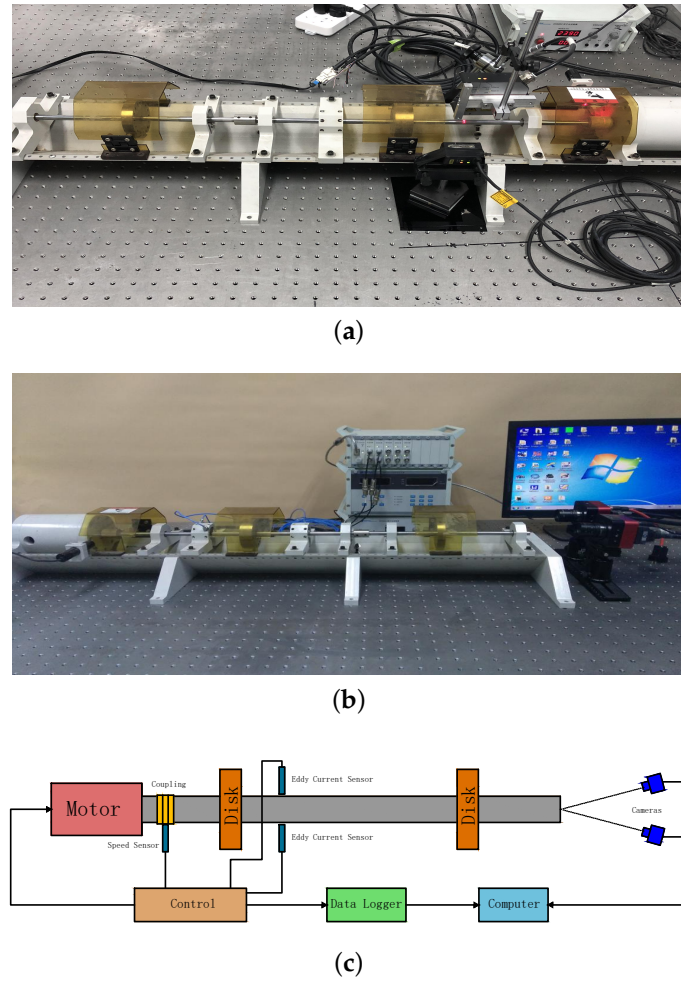 (a)
(b)
Coupling
Eddy Current Sensor
Motor
Disk
Disk
Cameras
Speed Sensor
Eddy Current Sensor
Control
Data Logger
Computer
(c)